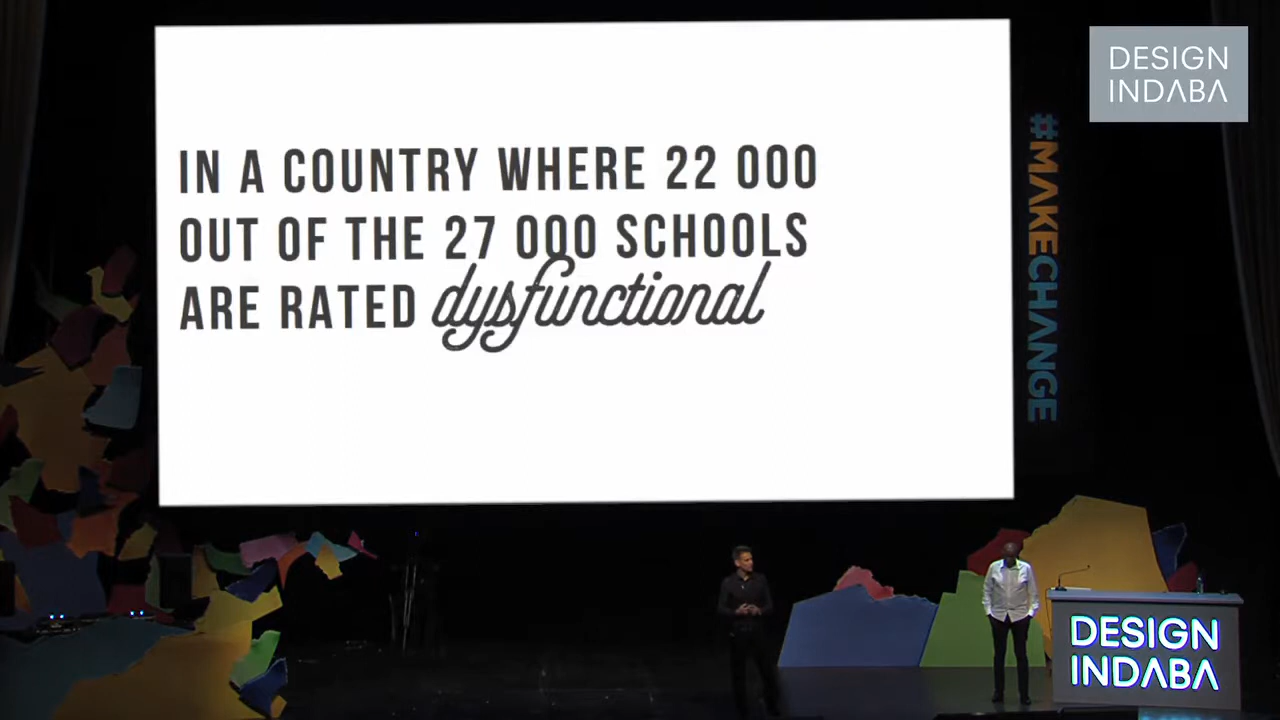 IN A COUNTRY WHERE 22 000
OUT OF THE 27 000 SCHOOLS
ARE RATED dysfunctional
DESIGN
INDABA
#MAKECHANGE
DESIGN
INDABA